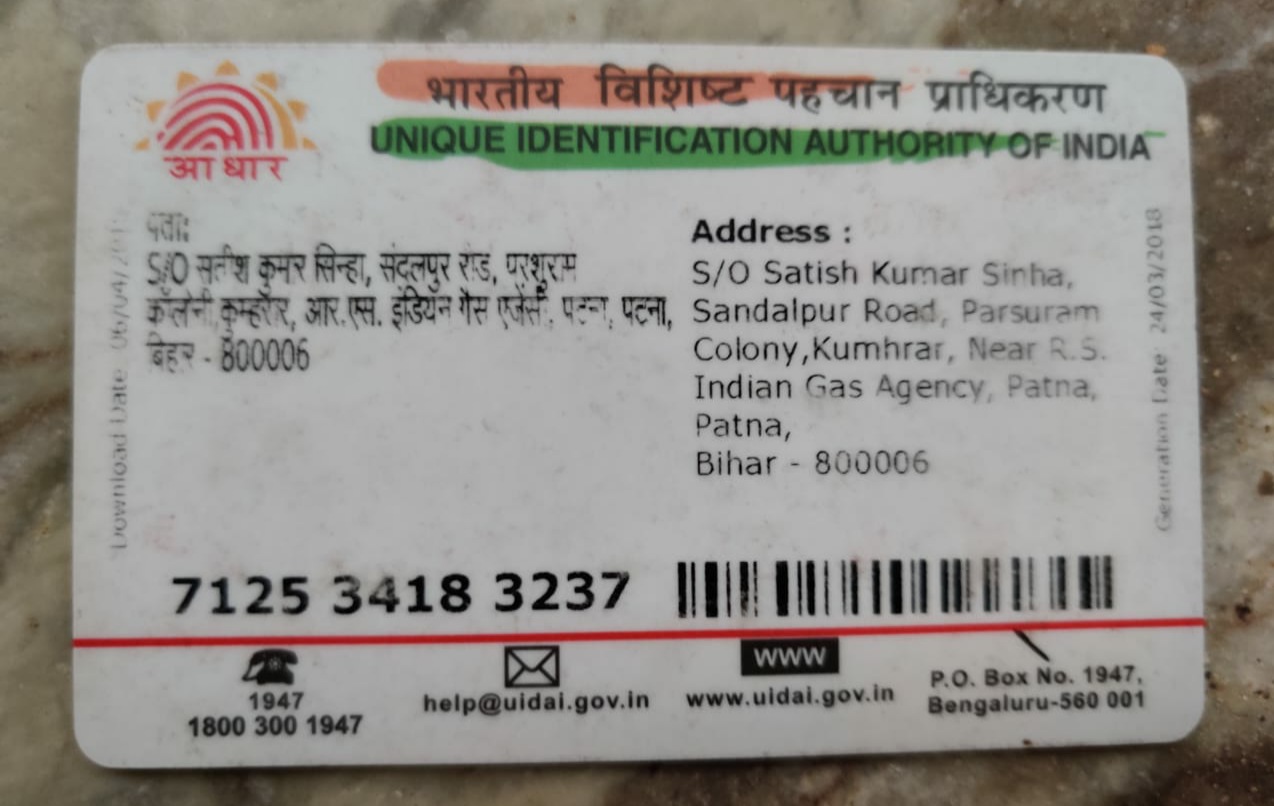 भारतीय विशिष्ट पहचान प्राधिकरण
UNIQUE IDENTIFICATION AUTHORITY OF INDIA
आधार
पता:
S/O सतीश कुमार सिन्हा, संदलपुर रोड, परशुराम
कॉलोनी,कुम्हरार, आर.एस. इंडियन गैस एजेंसी, पटना, पटना,
बिहार - 800006
Address :
S/O Satish Kumar Sinha,
Sandalpur Road, Parsuram
Colony,Kumhrar, Near R.S.
Indian Gas Agency, Patna,
Patna,
Bihar - 800006
Download Date: 06/04/
Generation Date: 24/03/2018
7125 3418 3237
1947
1800 300 1947
help@uidai.gov.in
WWW
www.uidai.gov.in
P.O. Box No. 1947,
Bengaluru-560 001